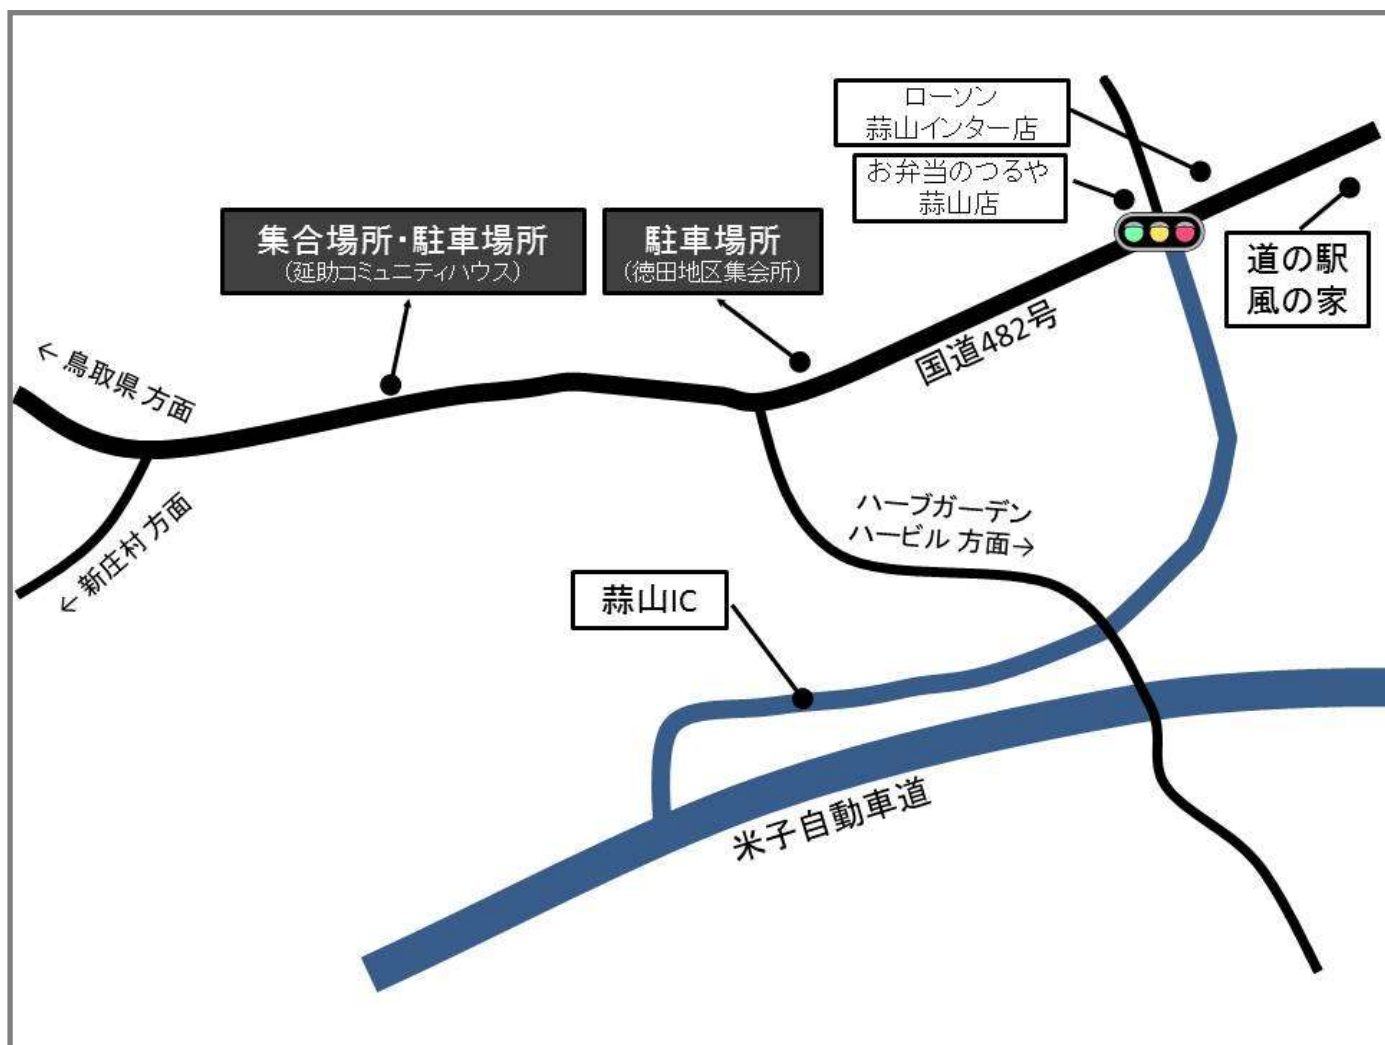 ローソン
蒜山インター店
お弁当のつるや
蒜山店
集合場所・駐車場所
（延助コミュニティハウス）
駐車場所
（徳田地区集会所）
道の駅
風の家
国道482号
← 鳥取県 方面
← 新庄村 方面
ハーブガーデン
ハービル 方面→
蒜山IC
米子自動車道